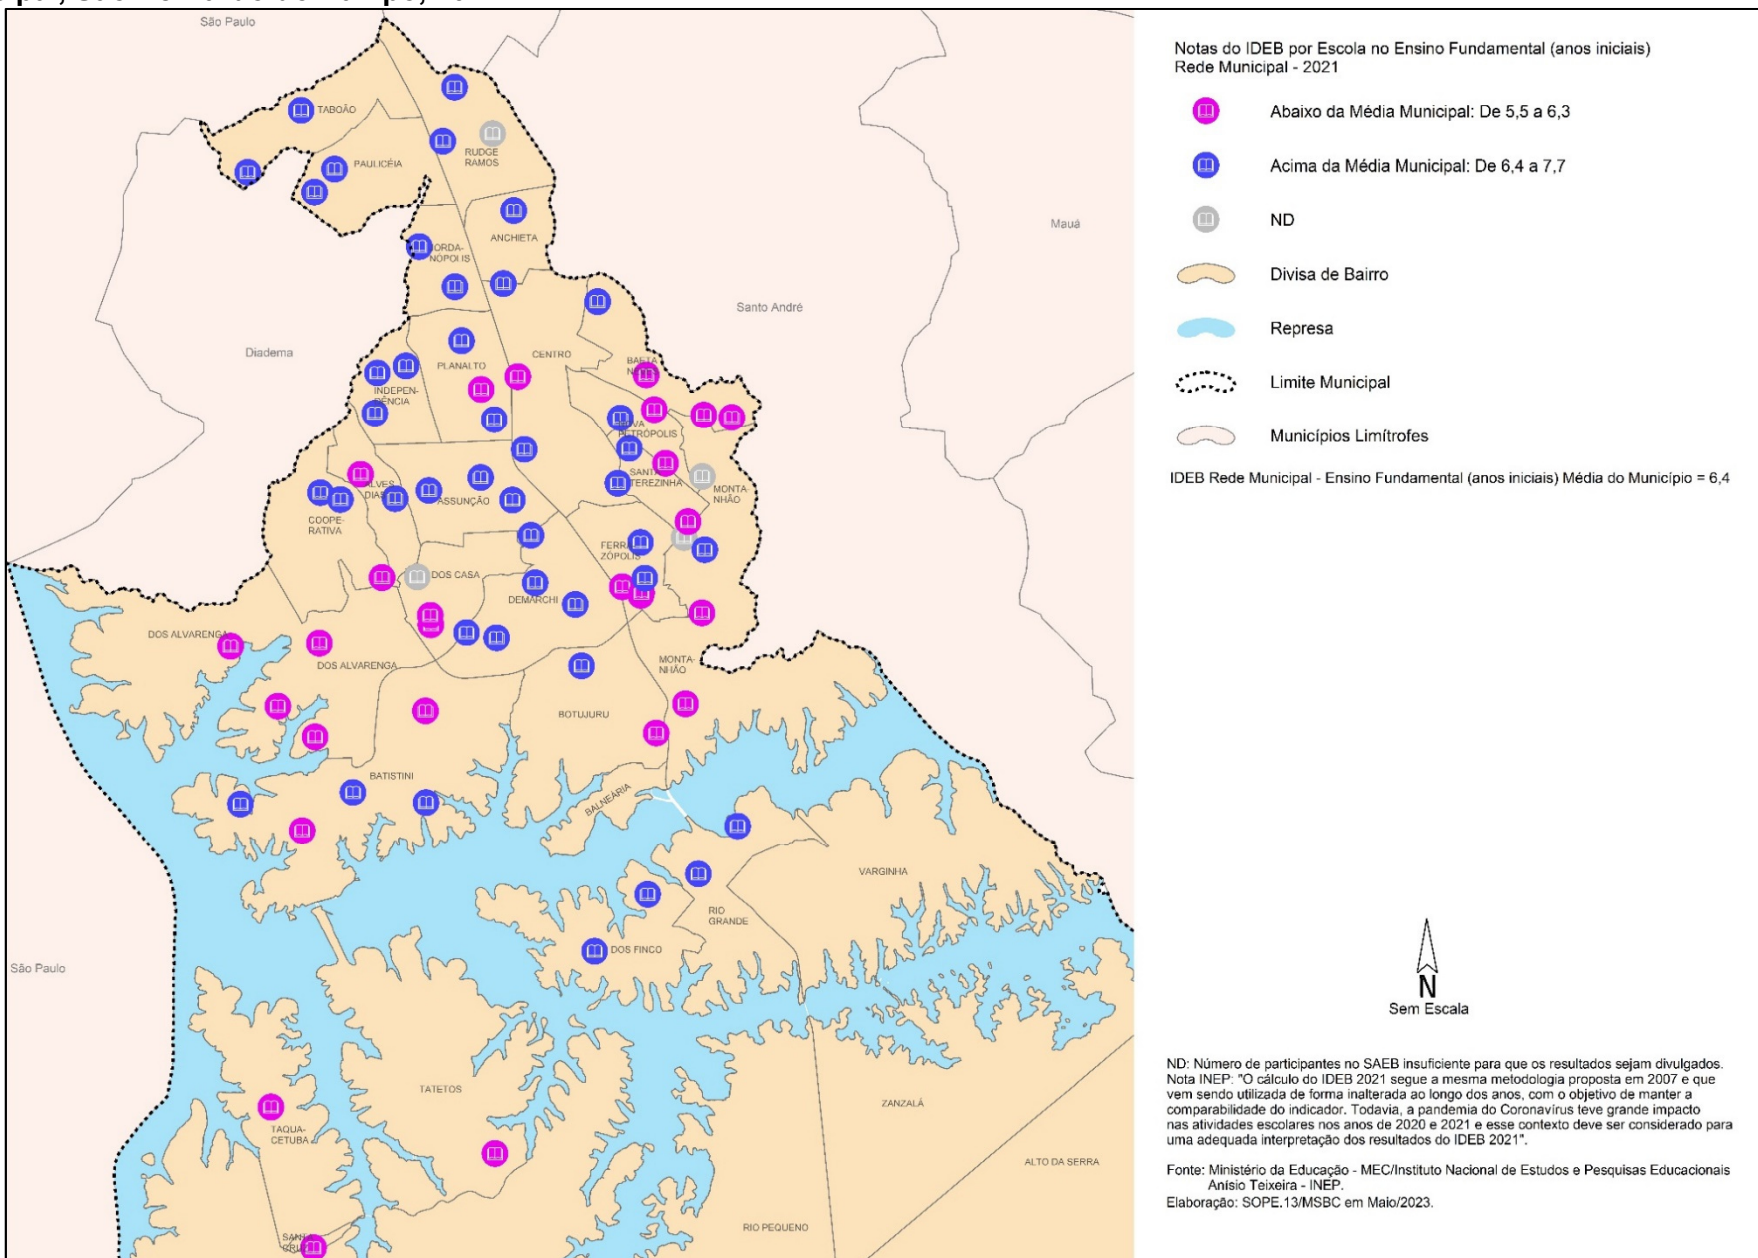 São Paulo
TABOÃO
PAULICÉIA
RUDGE
RAMOS
ANCHIETA
ORDA-
NÓPOLIS
Mauá
Santo André
Diadema
PLANALTO
CENTRO
BAETA
INDEPEN-
DÊNCIA
PETRÓPOLIS
SANTA
TEREZINHA
MONTA-
NHÃO
ALVES
DIAS
ASSUNÇÃO
COOPE-
RATIVA
FERRA
ZÓPOLIS
DOS CASA
DEMARCHI
DOS ALVARENGA
DOS ALVARENGA
MONTA-
NHÃO
BOTUJURU
BATISTINI
BALNEÁRIA
VARGINHA
RIO
GRANDE
DOS FINCO
São Paulo
TATETOS
ZANZALÁ
TAQUA-
CETUBA
ALTO DA SERRA
RIO PEQUENO
SANTA
CRUZ
Notas do IDEB por Escola no Ensino Fundamental (anos iniciais)
Rede Municipal - 2021
Abaixo da Média Municipal: De 5,5 a 6,3
Acima da Média Municipal: De 6,4 a 7,7
ND
Divisa de Bairro
Represa
Limite Municipal
Municípios Limítrofes
IDEB Rede Municipal - Ensino Fundamental (anos iniciais) Média do Município = 6,4
N
Sem Escala
ND: Número de participantes no SAEB insuficiente para que os resultados sejam divulgados.
Nota INEP: "O cálculo do IDEB 2021 segue a mesma metodologia proposta em 2007 e que
vem sendo utilizada de forma inalterada ao longo dos anos, com o objetivo de manter a
comparabilidade do indicador. Todavia, a pandemia do Coronavírus teve grande impacto
nas atividades escolares nos anos de 2020 e 2021 e esse contexto deve ser considerado para
uma adequada interpretação dos resultados do IDEB 2021".
Fonte: Ministério da Educação - MEC/Instituto Nacional de Estudos e Pesquisas Educacionais
Anísio Teixeira - INEP.
Elaboração: SOPE.13/MSBC em Maio/2023.